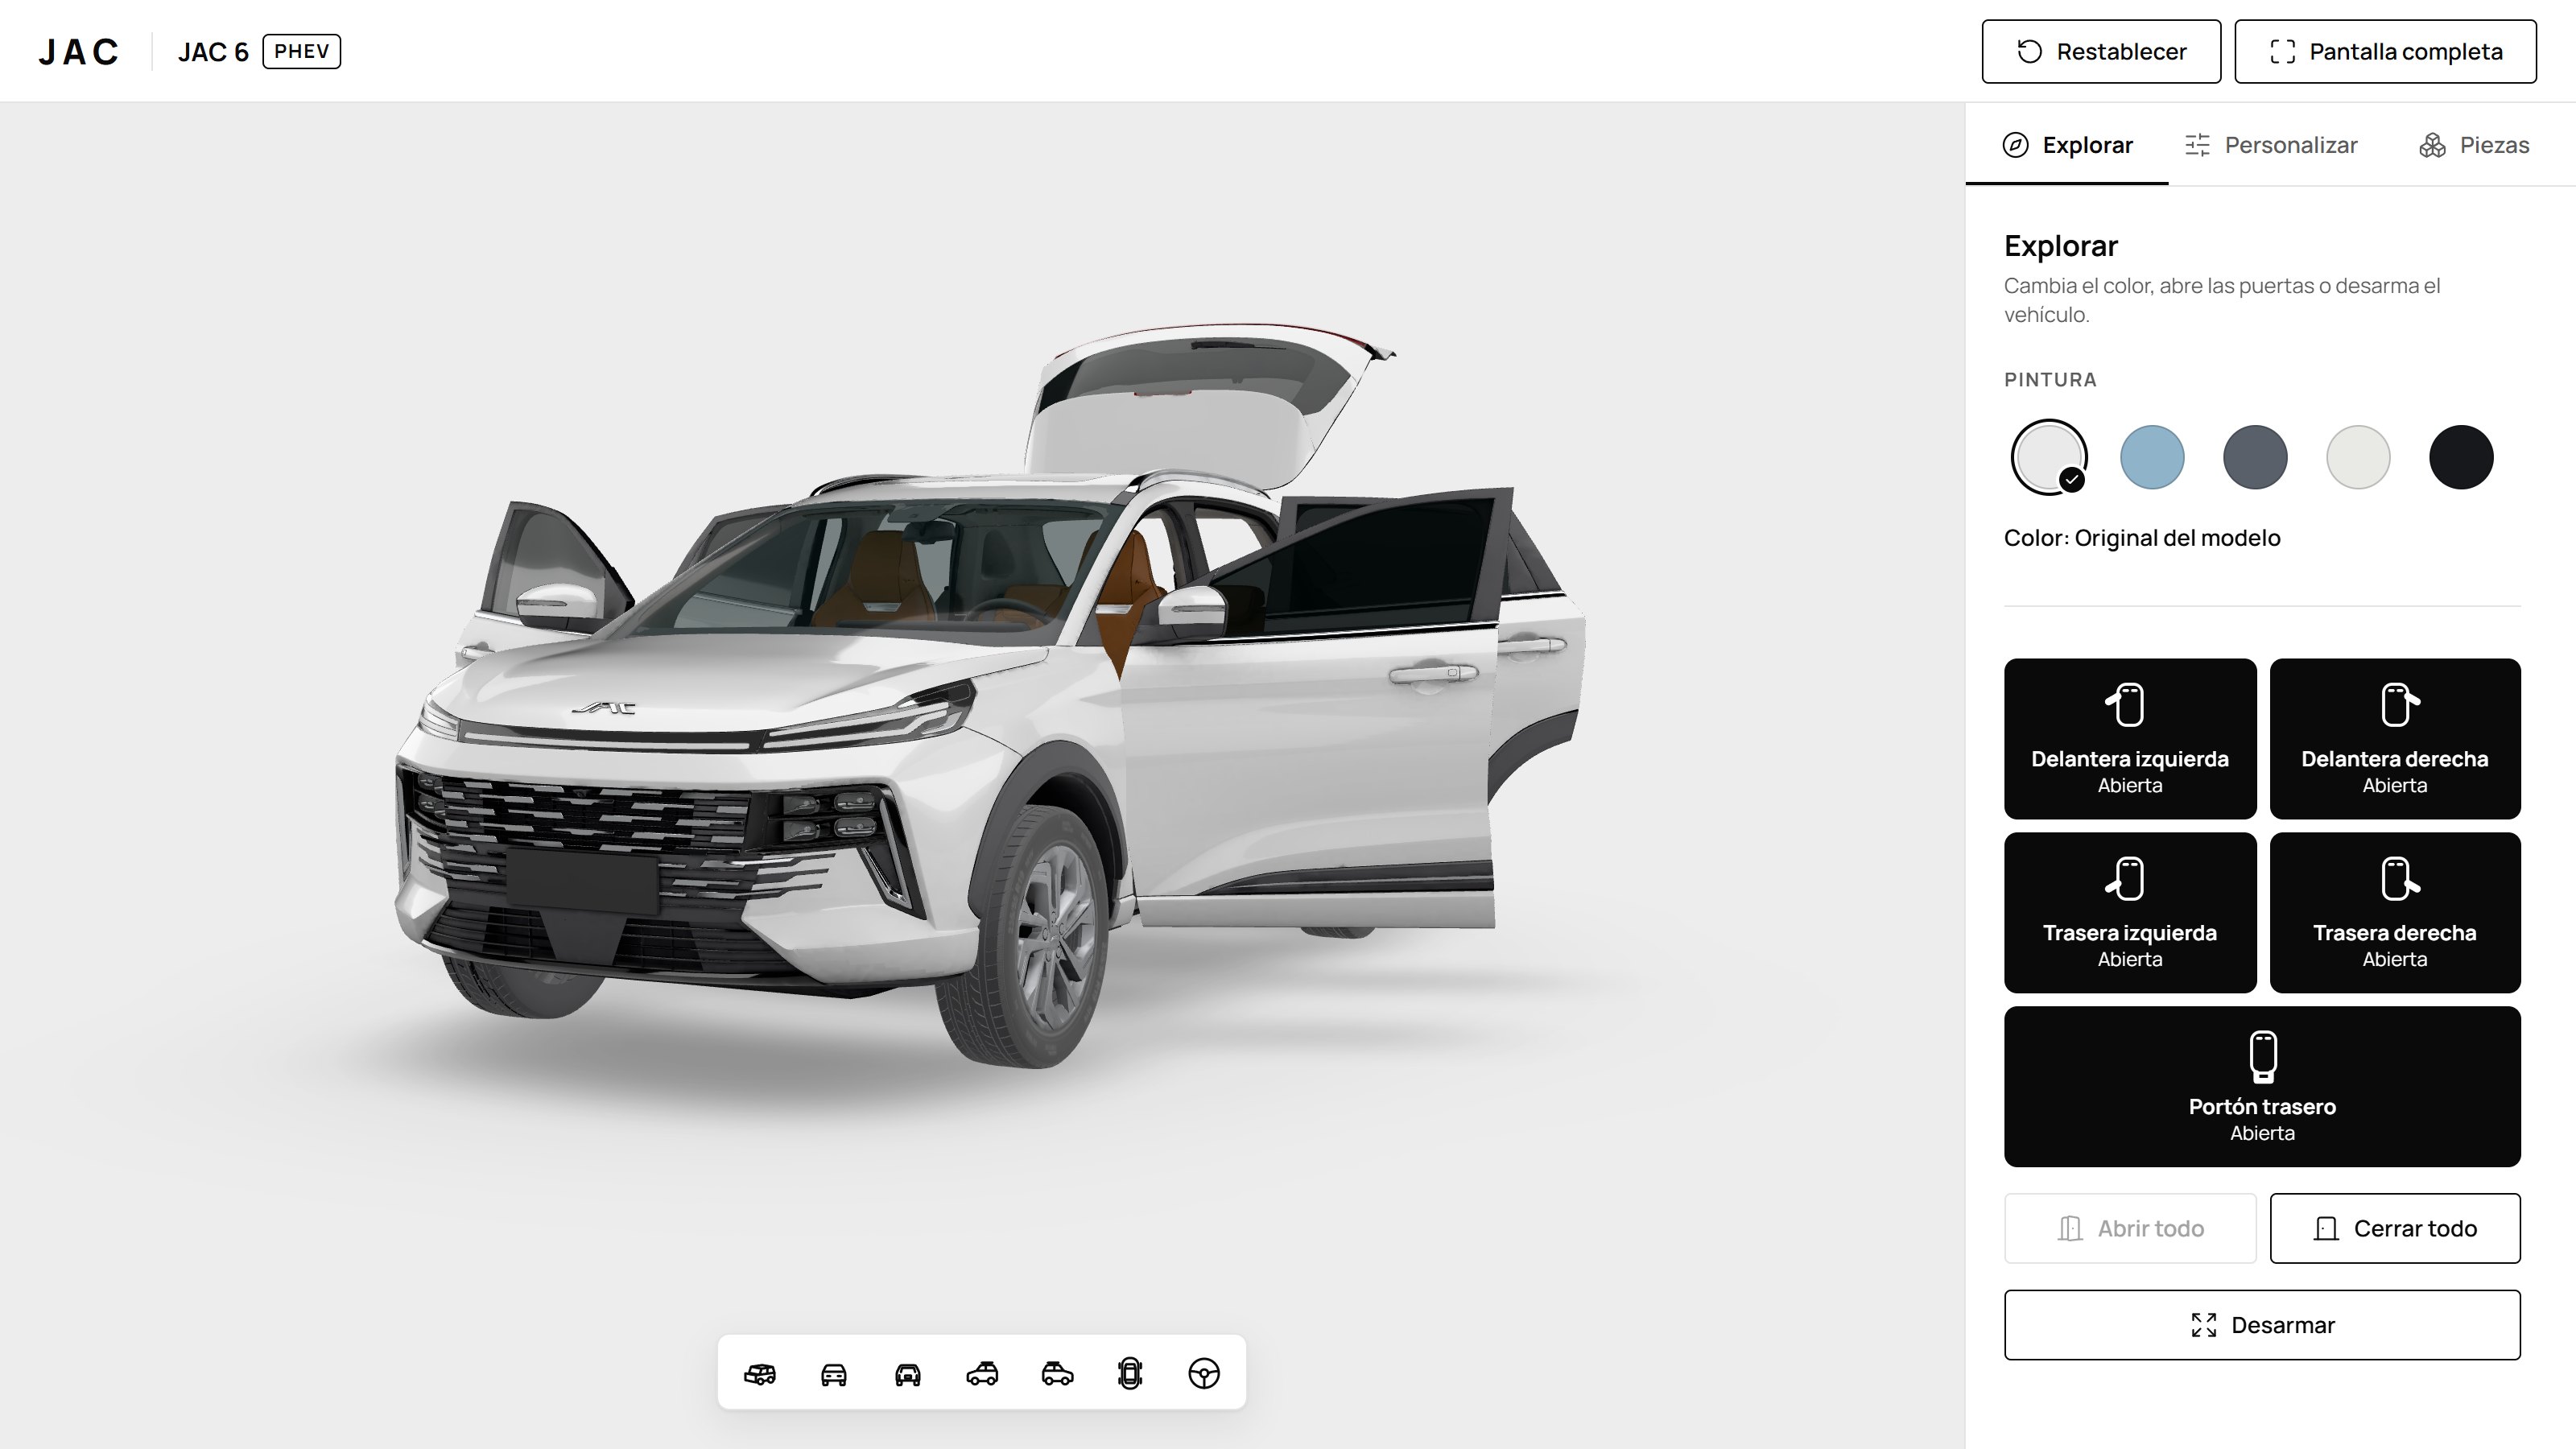 JAC
JAC 6
PHEV
Restablecer
Pantalla completa
Explorar
Personalizar
Piezas
Explorar
Cambia el color, abre las puertas o desarma el
vehículo.
PINTURA
Color: Original del modelo
JAC
Delantera izquierda
Abierta
Delantera derecha
Abierta
Trasera izquierda
Abierta
Trasera derecha
Abierta
Portón trasero
Abierta
Abrir todo
Cerrar todo
Desarmar